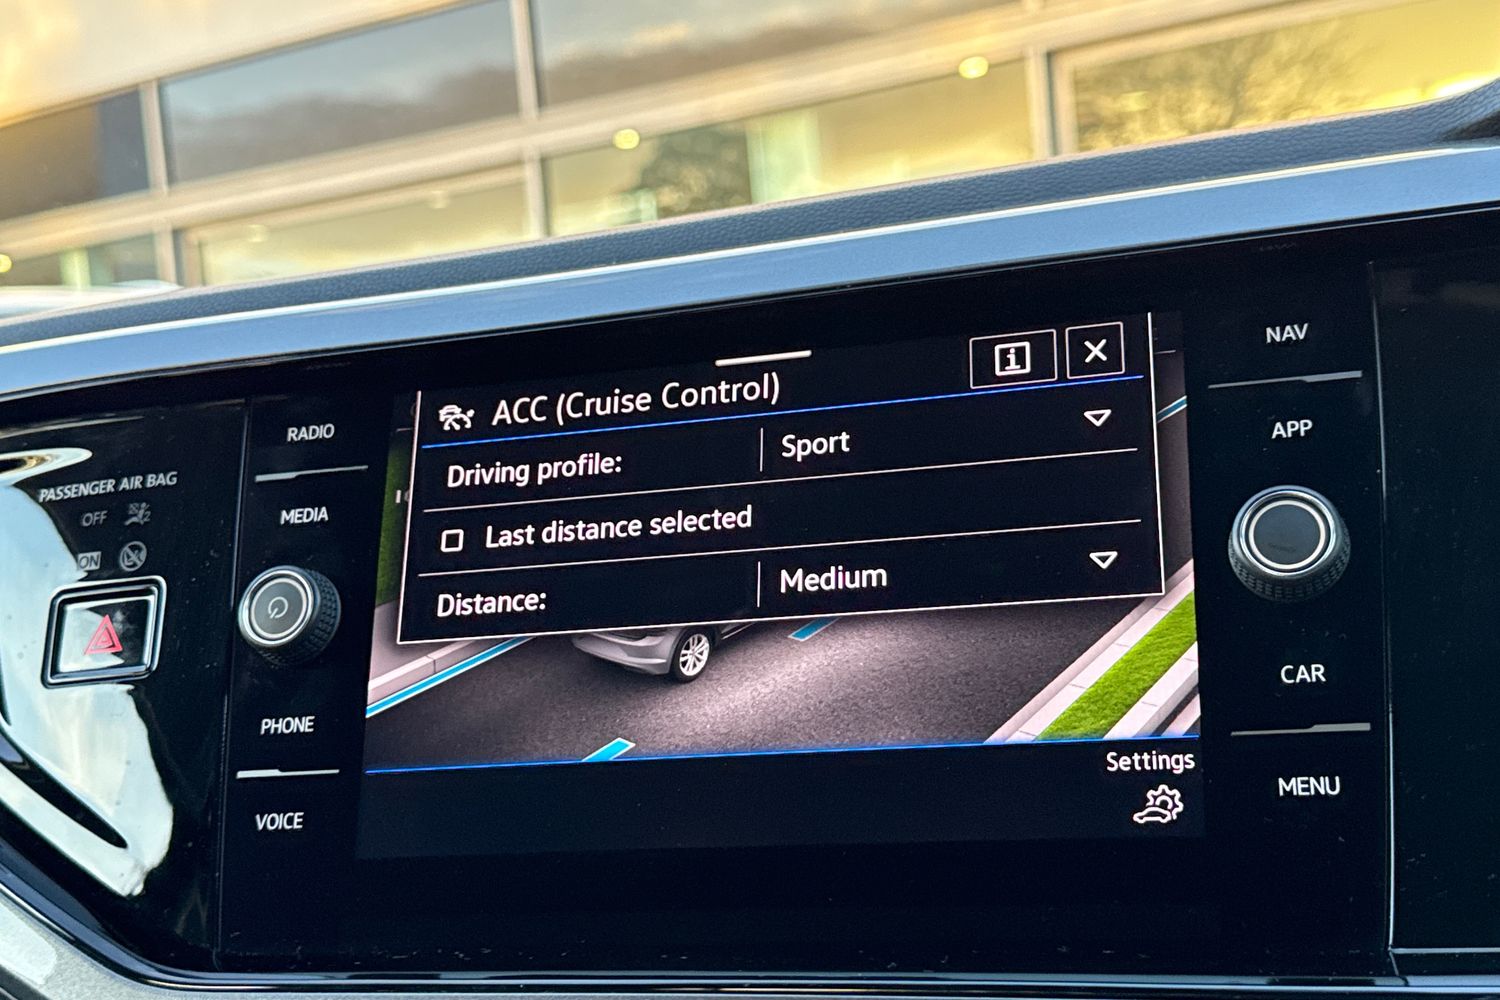 PASSENGER AIR BAG
OFF
ON
RADIO
MEDIA
PHONE
VOICE
ACC (Cruise Control)
Driving profile: Sport
Last distance selected
Distance: Medium
Settings
NAV
APP
CAR
MENU